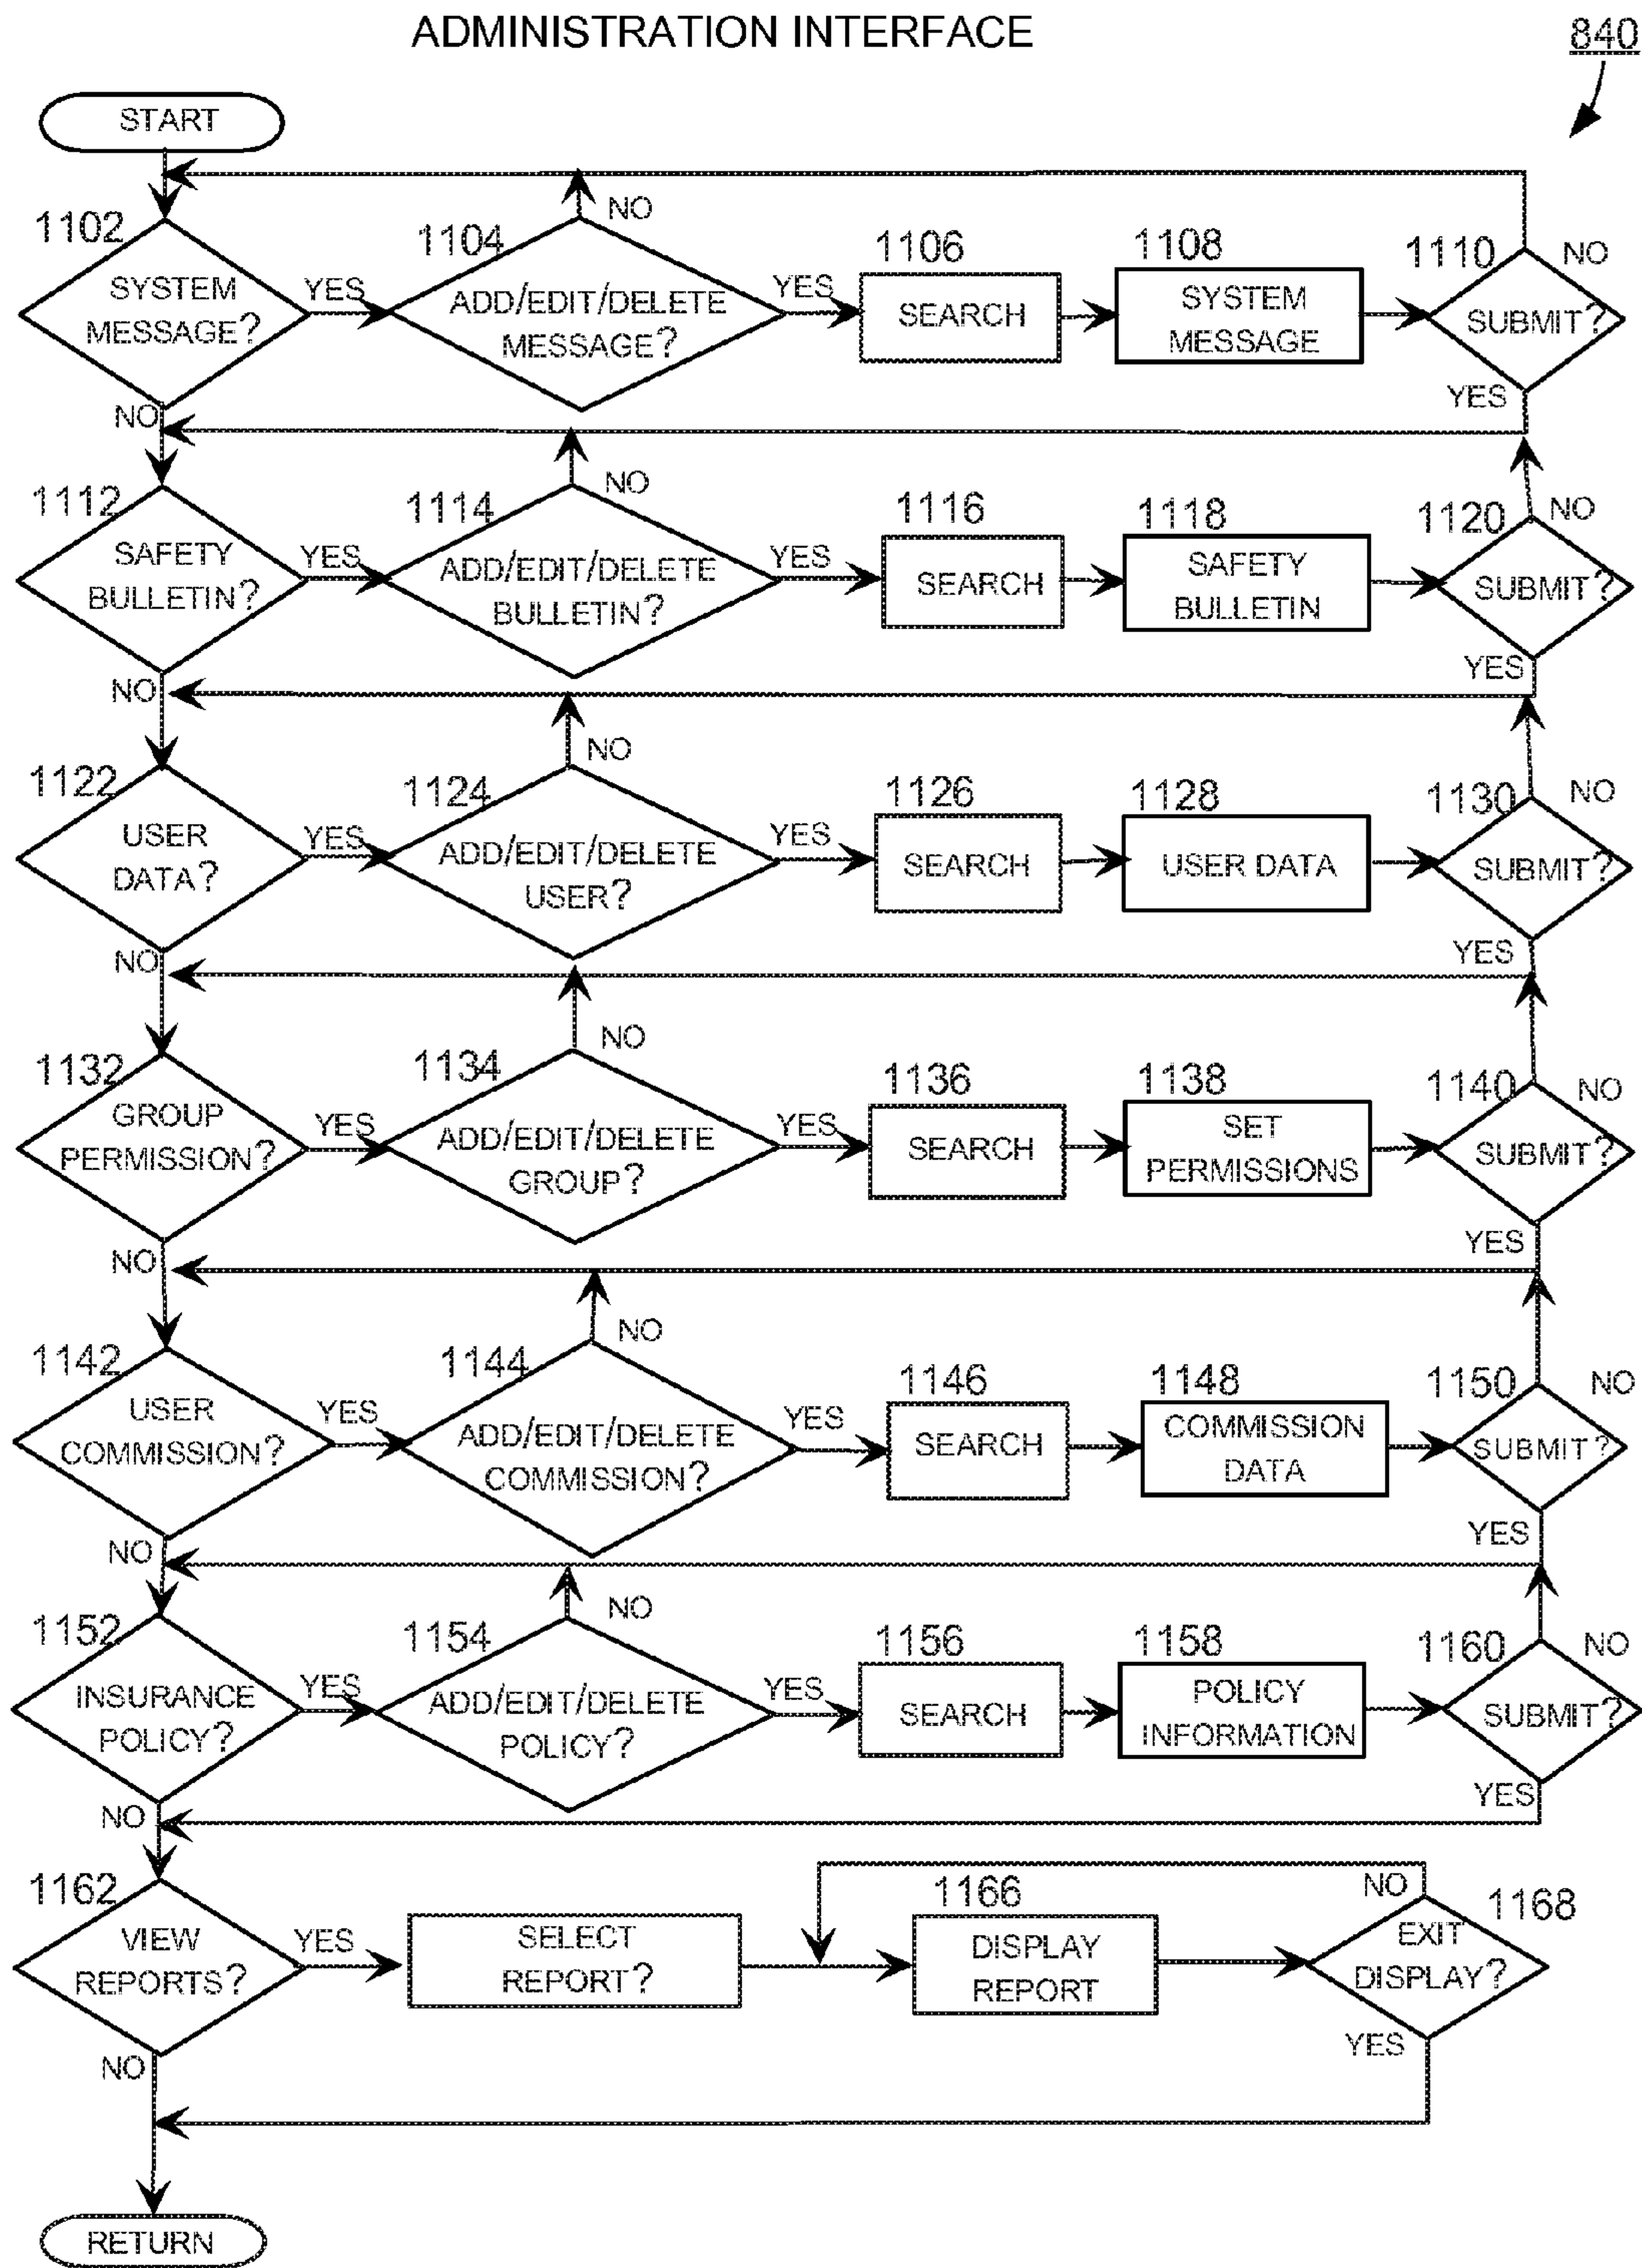 ADMINISTRATION INTERFACE
840
START
1102
SYSTEM
MESSAGE?
YES
NO
1104
ADD/EDIT/DELETE
MESSAGE?
NO
YES
1106
SEARCH
1108
SYSTEM
MESSAGE
1110
SUBMIT?
NO
YES
1112
SAFETY
BULLETIN?
YES
NO
1114
ADD/EDIT/DELETE
BULLETIN?
NO
YES
1116
SEARCH
1118
SAFETY
BULLETIN
1120
SUBMIT?
NO
YES
1122
USER
DATA?
YES
NO
1124
ADD/EDIT/DELETE
USER?
NO
YES
1126
SEARCH
1128
USER DATA
1130
SUBMIT?
NO
YES
1132
GROUP
PERMISSION?
YES
NO
1134
ADD/EDIT/DELETE
GROUP?
NO
YES
1136
SEARCH
1138
SET
PERMISSIONS
1140
SUBMIT?
NO
YES
1142
USER
COMMISSION?
YES
NO
1144
ADD/EDIT/DELETE
COMMISSION?
NO
YES
1146
SEARCH
1148
COMMISSION
DATA
1150
SUBMIT?
NO
YES
1152
INSURANCE
POLICY?
YES
NO
1154
ADD/EDIT/DELETE
POLICY?
NO
YES
1156
SEARCH
1158
POLICY
INFORMATION
1160
SUBMIT?
NO
YES
1162
VIEW
REPORTS?
YES
NO
SELECT
REPORT?
1166
DISPLAY
REPORT
1168
EXIT
DISPLAY?
NO
YES
RETURN